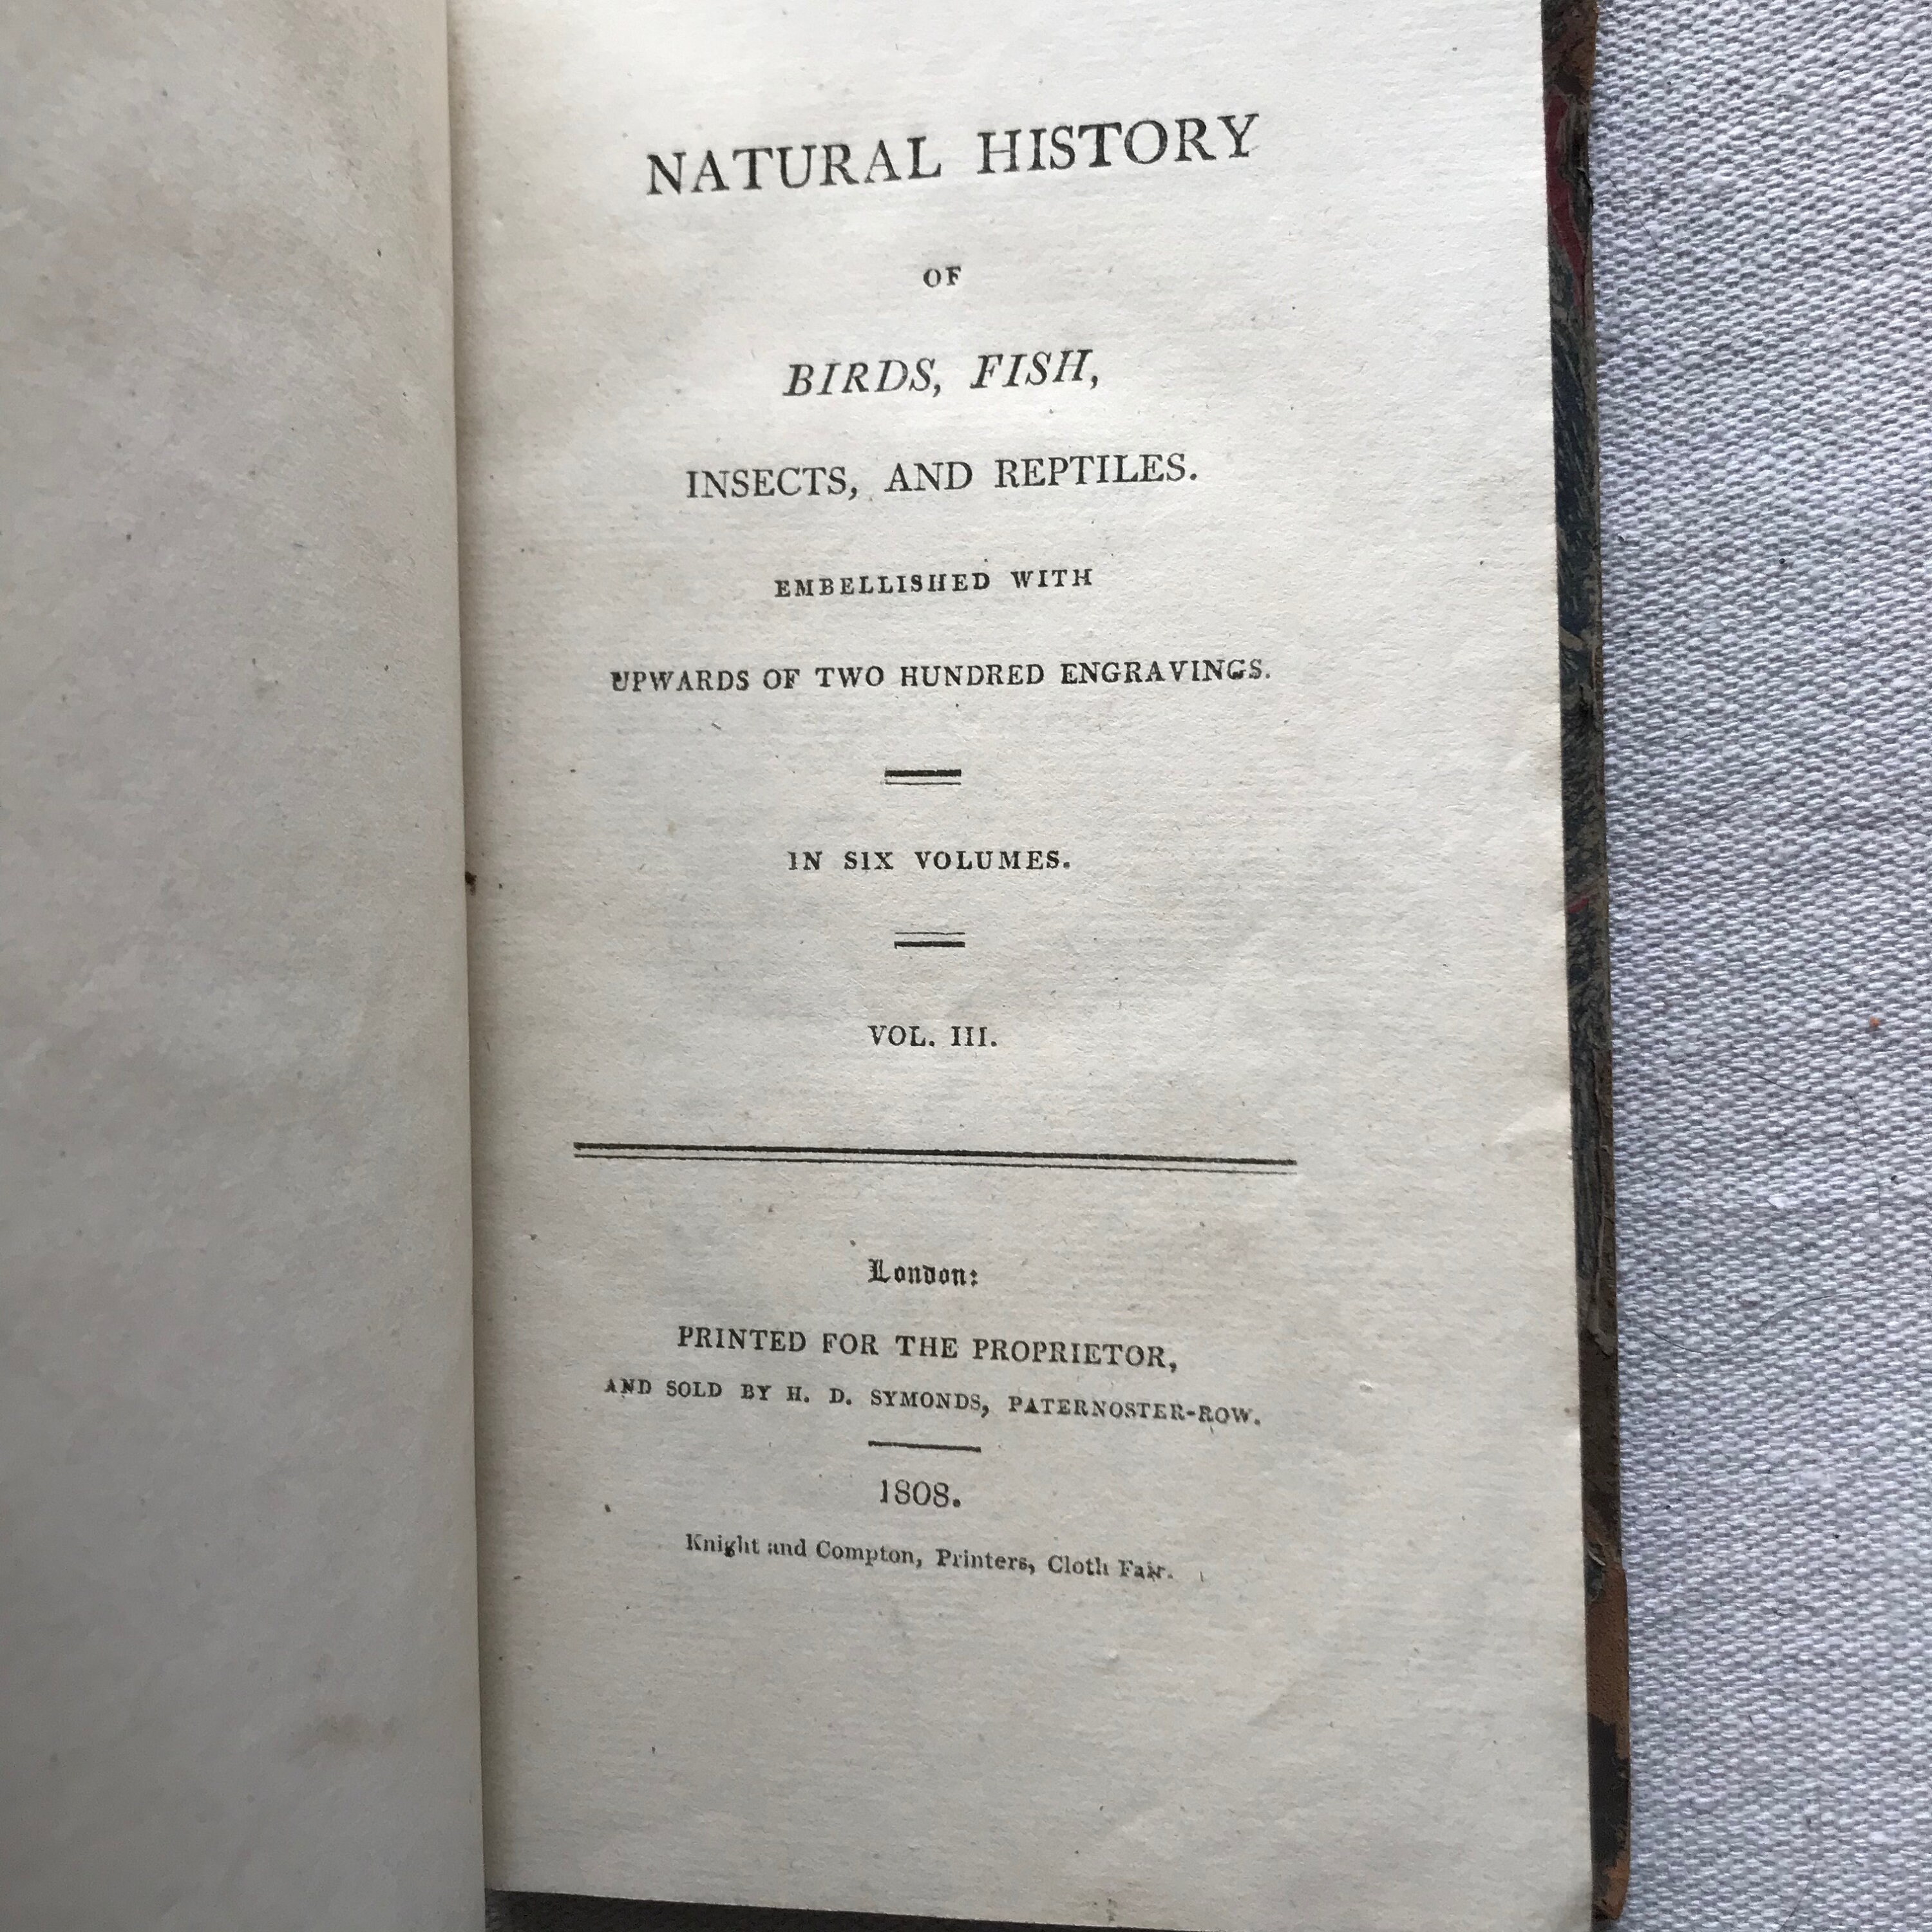 NATURAL HISTORY
OF
BIRDS, FISH,
INSECTS, AND REPTILES.
EMBELLISHED WITH
UPWARDS OF TWO HUNDRED ENGRAVINGS.
IN SIX VOLUMES.
VOL. III.
London:
PRINTED FOR THE PROPRIETOR,
AND SOLD BY H. D. SYMONDS, PATERNOSTER-ROW.
1808.
Knight and Compton, Printers, Cloth Fair.